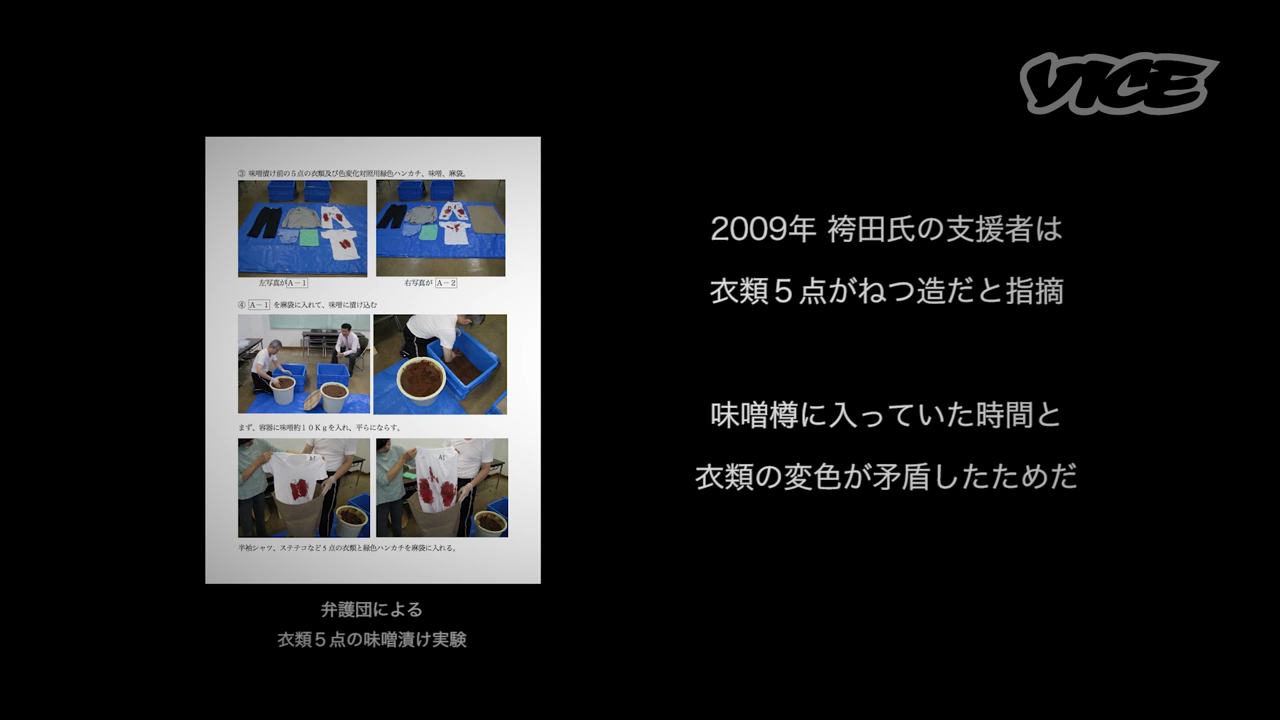 VICE
③ 味噌漬け前の５点の衣類及び色変化対照用緑色ハンカチ、味噌、麻袋。
左写真がA－1
右写真が A－2
④ A－1 を麻袋に入れて、味噌に漬け込む
まず、容器に味噌約１０Ｋｇを入れ、平らにならす。
A1
A1
半袖シャツ、ステテコなど５点の衣類と緑色ハンカチを麻袋に入れる。
弁護団による
衣類５点の味噌漬け実験
2009年 袴田氏の支援者は
衣類５点がねつ造だと指摘
味噌樽に入っていた時間と
衣類の変色が矛盾したためだ